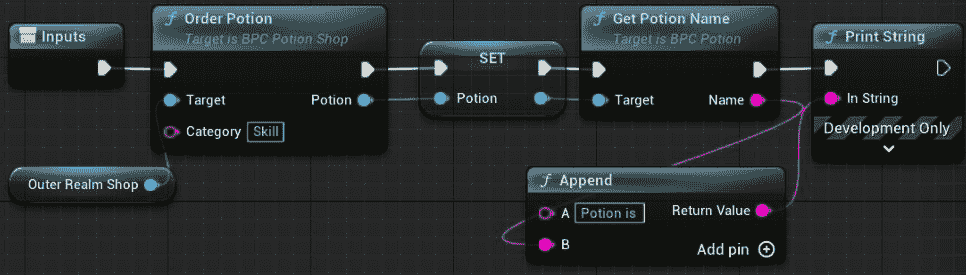 Inputs
Order Potion
Target is BPC Potion Shop
Target
Potion
Category Skill
Outer Realm Shop
SET
Potion
Get Potion Name
Target is BPC Potion
Target
Name
Print String
In String
Development Only
Append
A Potion is
Return Value
B
Add pin